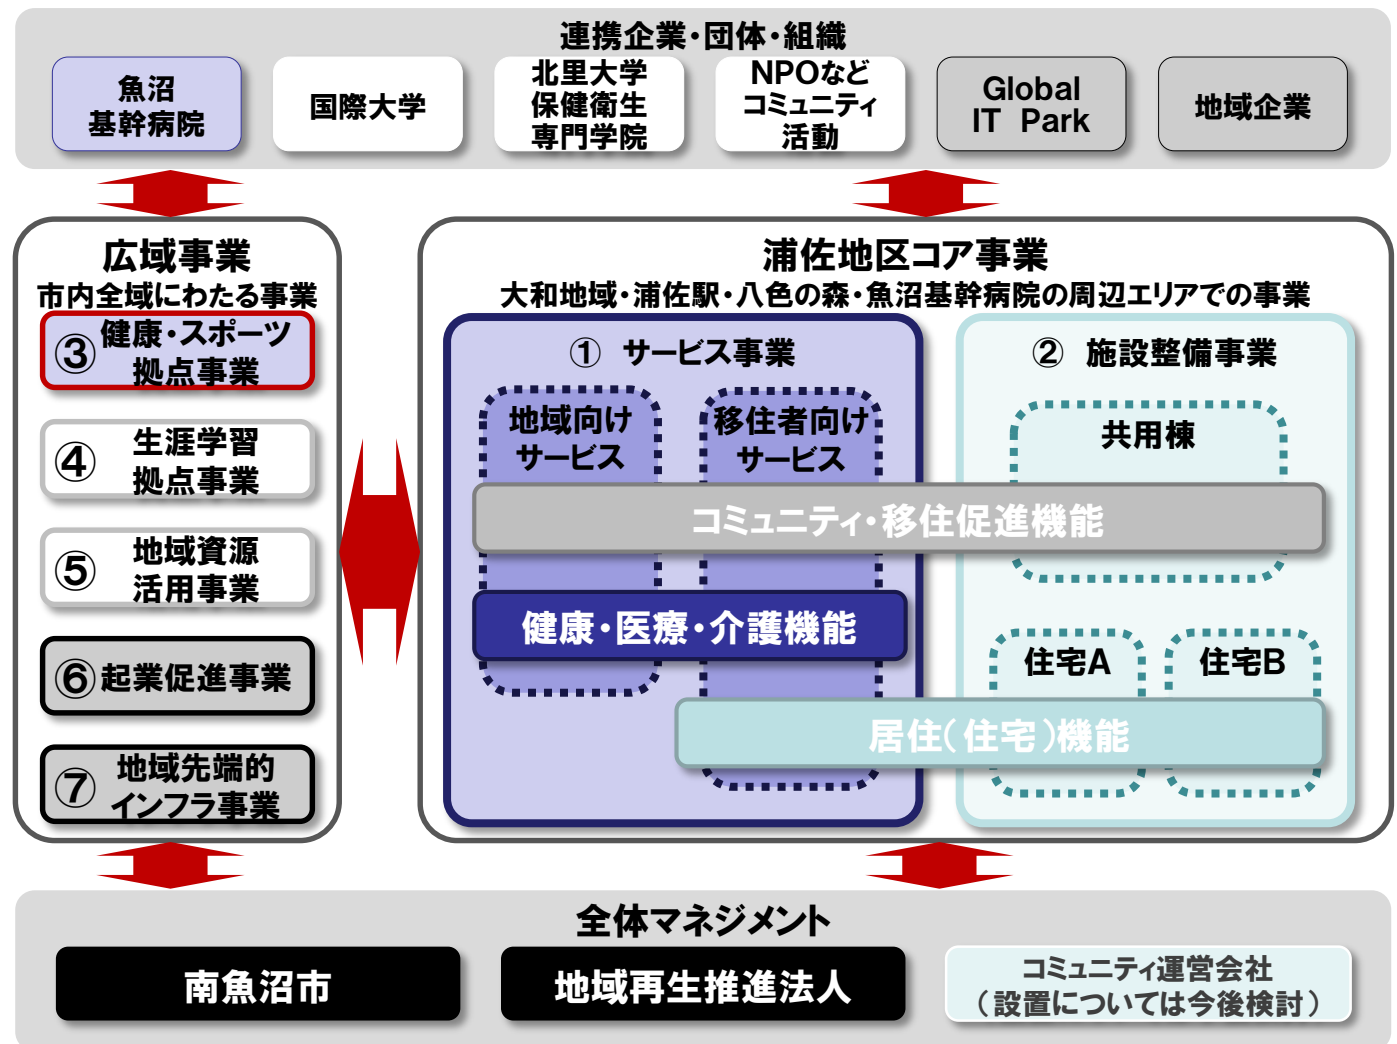 連携企業・団体・組織
魚沼
基幹病院
国際大学
北里大学
保健衛生
専門学院
NPOなど
コミュニティ
活動
Global
IT Park
地域企業
広域事業
市内全域にわたる事業
③ 健康・スポーツ
拠点事業
④ 生涯学習
拠点事業
⑤ 地域資源
活用事業
⑥ 起業促進事業
⑦ 地域先端的
インフラ事業
浦佐地区コア事業
大和地域・浦佐駅・八色の森・魚沼基幹病院の周辺エリアでの事業
① サービス事業
地域向け
サービス
移住者向け
サービス
② 施設整備事業
共用棟
コミュニティ・移住促進機能
健康・医療・介護機能
住宅A
住宅B
居住(住宅)機能
全体マネジメント
南魚沼市
地域再生推進法人
コミュニティ運営会社
(設置については今後検討)